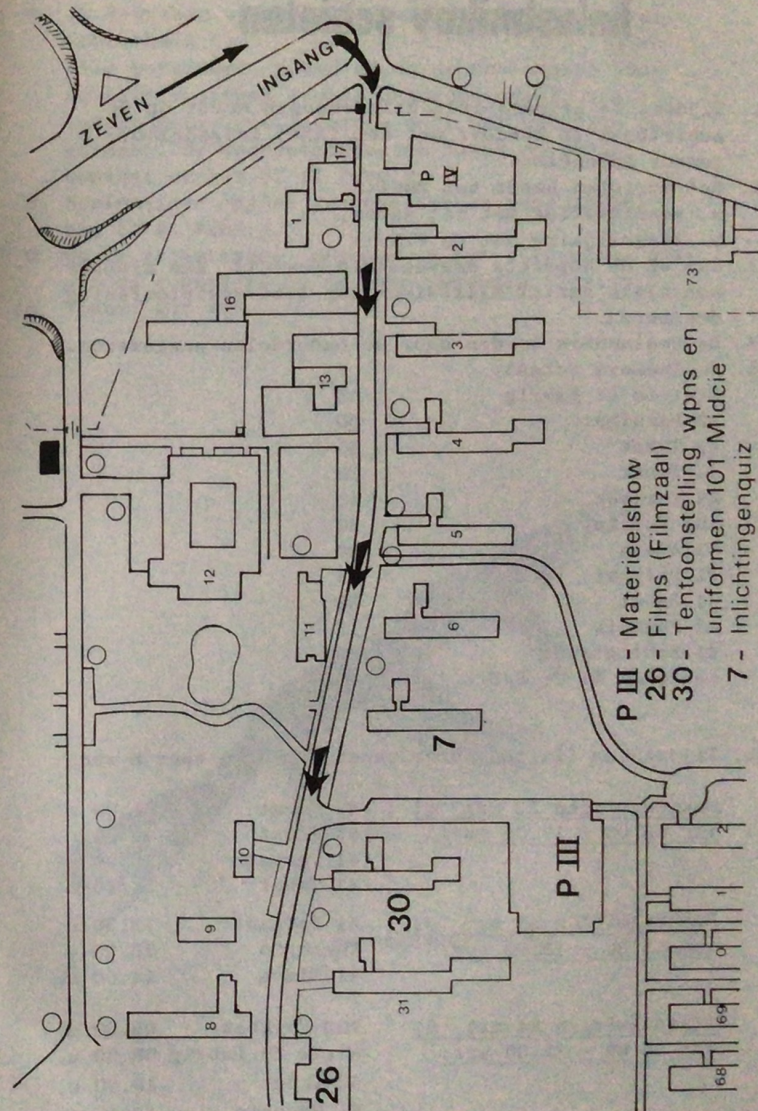 ZEVEN
INGANG
17
P
IV
1
2
16
73
3
13
4
5
12
11
6
7
10
P III
30
9
31
8
26
2
1
0
69
68
P III - Materieelshow
26 - Films (Filmzaal)
30 - Tentoonstelling wpns en
uniformen 101 Midcie
7 - Inlichtingenquiz